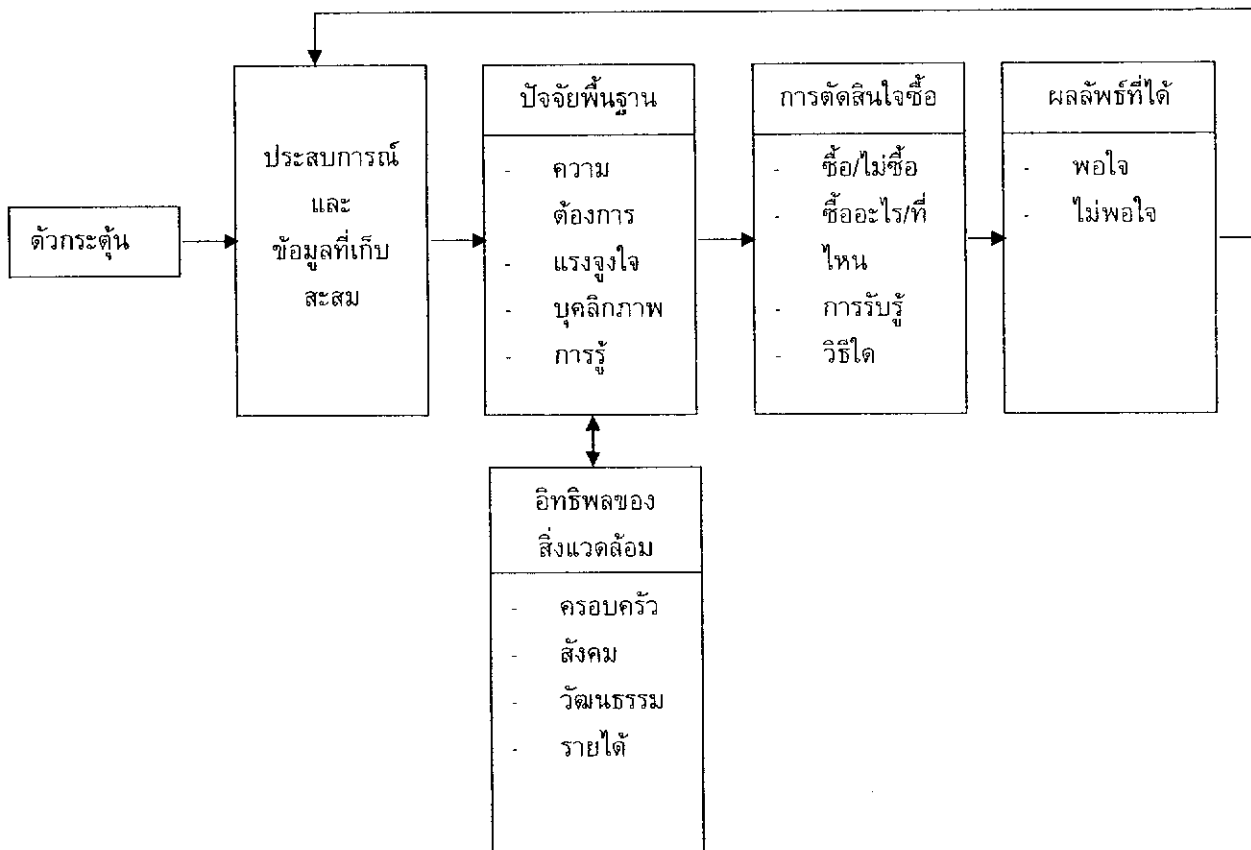 ตัวกระตุ้น
ประสบการณ์
และ
ข้อมูลที่เก็บ
สะสม
ปัจจัยพื้นฐาน
- ความ
ต้องการ
- แรงจูงใจ
- บุคลิกภาพ
- การรู้
การตัดสินใจซื้อ
- ซื้อ/ไม่ซื้อ
- ซื้ออะไร/ที่
ไหน
- การรับรู้
- วิธีใด
ผลลัพธ์ที่ได้
- พอใจ
- ไม่พอใจ
อิทธิพลของ
สิ่งแวดล้อม
- ครอบครัว
- สังคม
- วัฒนธรรม
- รายได้